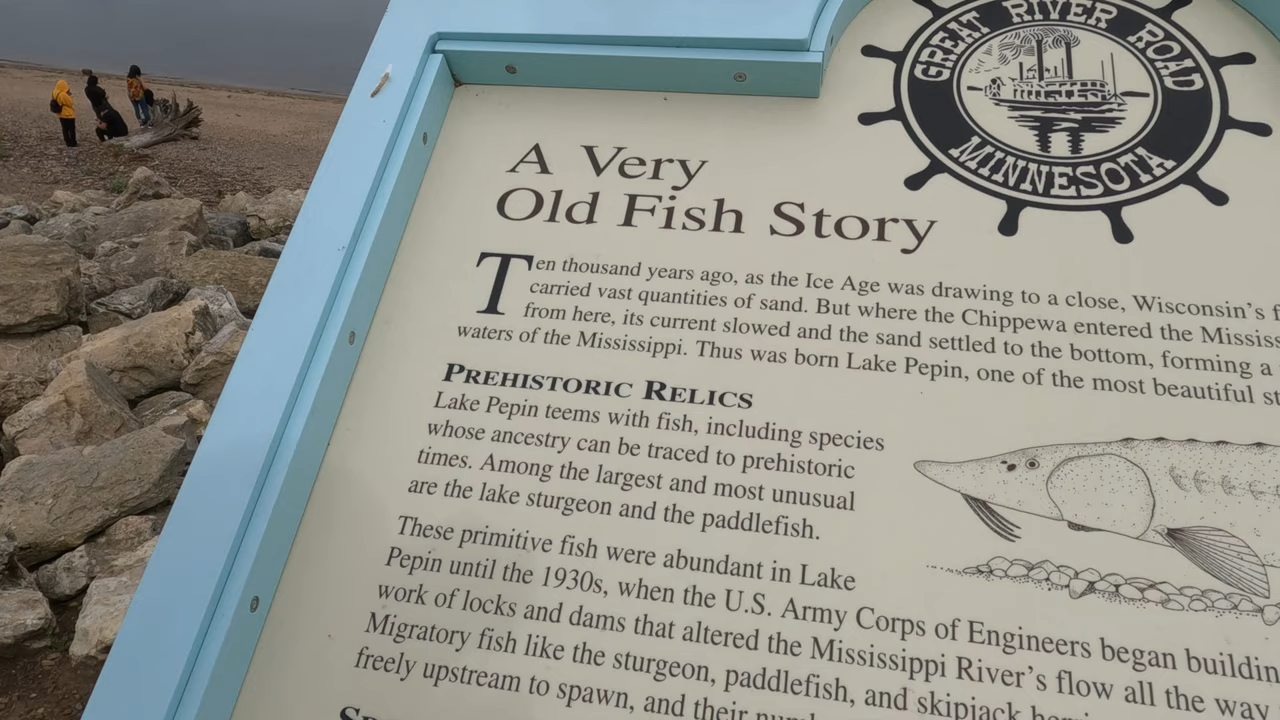 GREAT RIVER ROAD
MINNESOTA
A Very
Old Fish Story
Ten thousand years ago, as the Ice Age was drawing to a close, Wisconsin's
carried vast quantities of sand. But where the Chippewa entered the
from here, its current slowed and the sand settled to the bottom, forming a
waters of the Mississippi. Thus was born Lake Pepin, one of the most beautiful
PREHISTORIC RELICS
Lake Pepin teems with fish, including species
whose ancestry can be traced to prehistoric
times. Among the largest and most unusual
are the lake sturgeon and the paddlefish.
These primitive fish were abundant in Lake
Pepin until the 1930s, when the U.S. Army Corps of Engineers began
work of locks and dams that altered the Mississippi River's flow all the way
Migratory fish like the sturgeon, paddlefish, and skipjack
freely upstream to spawn, and their